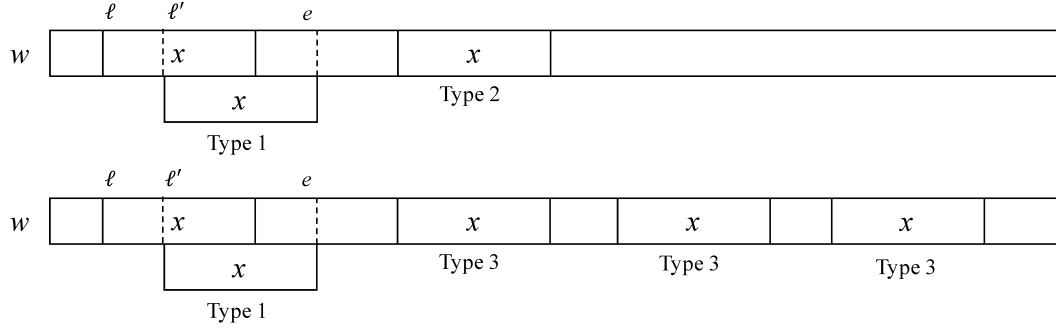 ℓ ℓ′ e
w x x
x Type 2
Type 1
ℓ ℓ′ e
w x x x x
x Type 3 Type 3 Type 3
Type 1